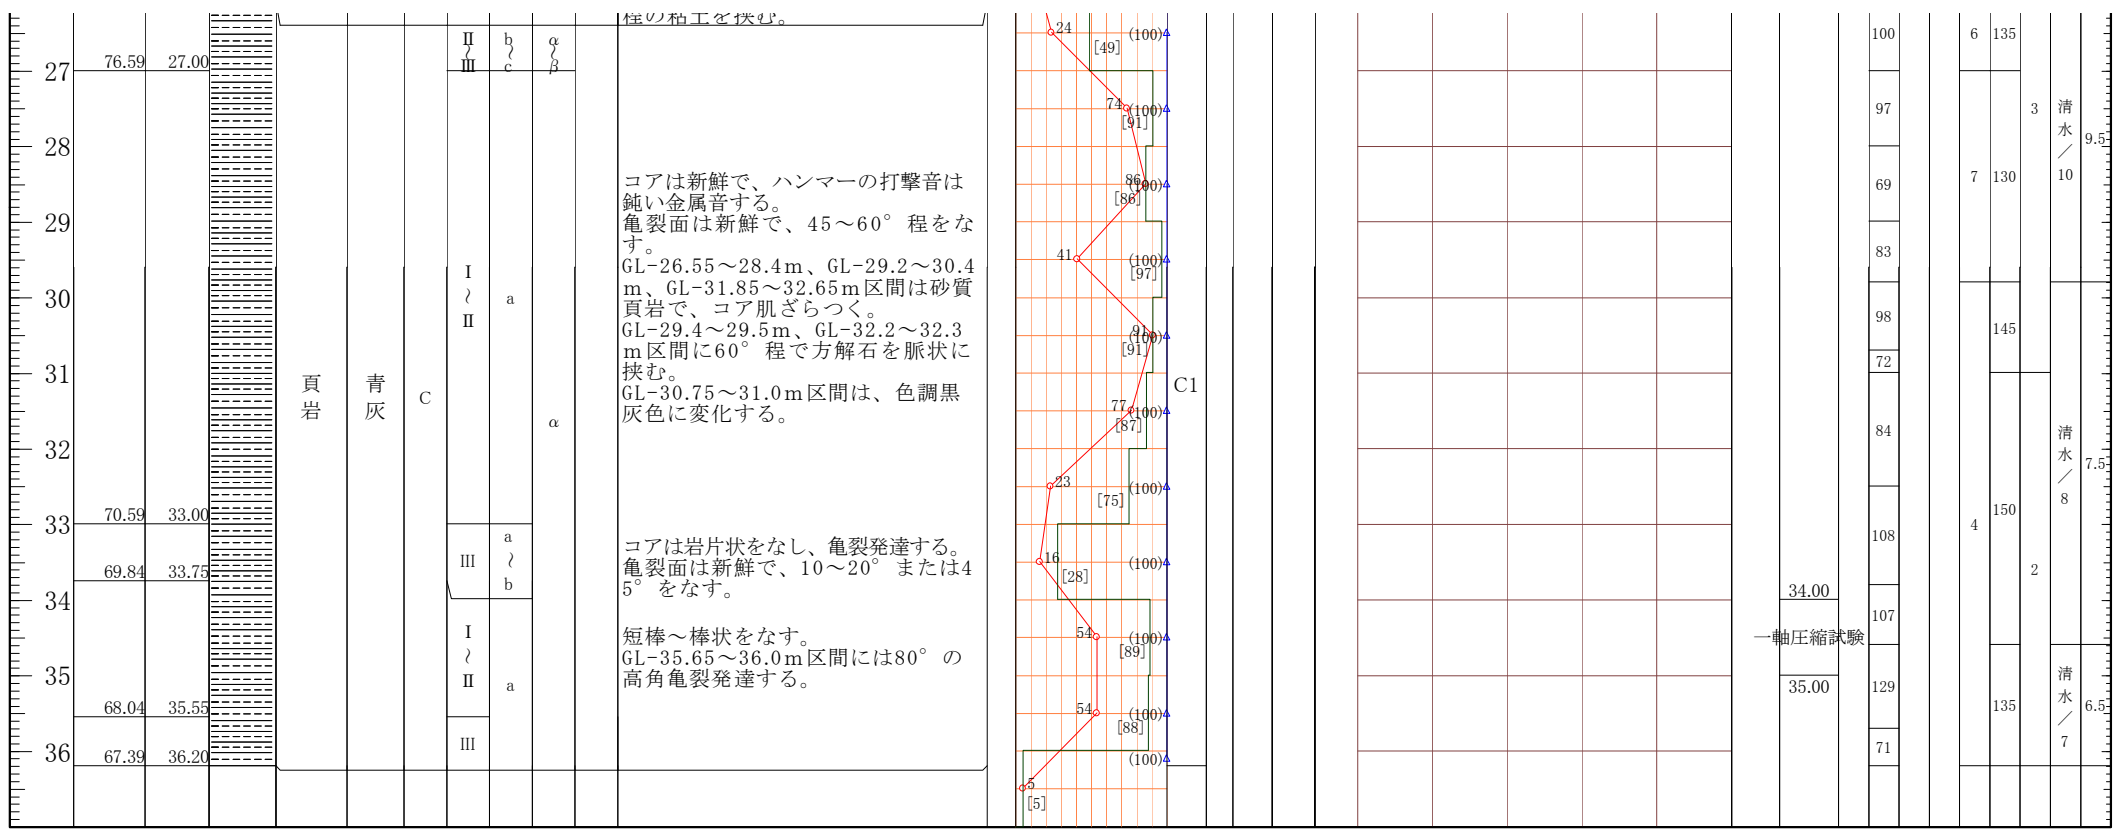 程の粘土を挟む。
27
28
29
30
31
32
33
34
35
36
76.59 27.00
70.59 33.00
69.84 33.75
68.04 35.55
67.39 36.20
頁岩
青灰
C
Ⅱ～Ⅲ
Ⅰ～Ⅱ
Ⅲ
Ⅰ～Ⅱ
Ⅲ
b～c
a
a～b
a
α～β
α
コアは新鮮で、ハンマーの打撃音は
鈍い金属音する。
亀裂面は新鮮で、45～60°程をな
す。
GL-26.55～28.4m、GL-29.2～30.4
m、GL-31.85～32.65m区間は砂質
頁岩で、コア肌ざらつく。
GL-29.4～29.5m、GL-32.2～32.3
m区間に60°程で方解石を脈状に
挟む。
GL-30.75～31.0m区間は、色調黒
灰色に変化する。
コアは岩片状をなし、亀裂発達する。
亀裂面は新鮮で、10～20°または4
5°をなす。
短棒～棒状をなす。
GL-35.65～36.0m区間には80°の
高角亀裂発達する。
24 (100)
[49]
74 (100)
[91]
86 (100)
[86]
41 (100)
[97]
91 (100)
[91]
77 (100)
[87]
23 (100)
[75]
16 (100)
[28]
54 (100)
[89]
54 (100)
[88]
(100)
5
[5]
C1
34.00
一軸圧縮試験
35.00
100
97
69
83
98
72
84
108
107
129
71
6
7
4
135
130
145
150
135
3
2
清水／10
清水／8
清水／7
9.5
7.5
6.5